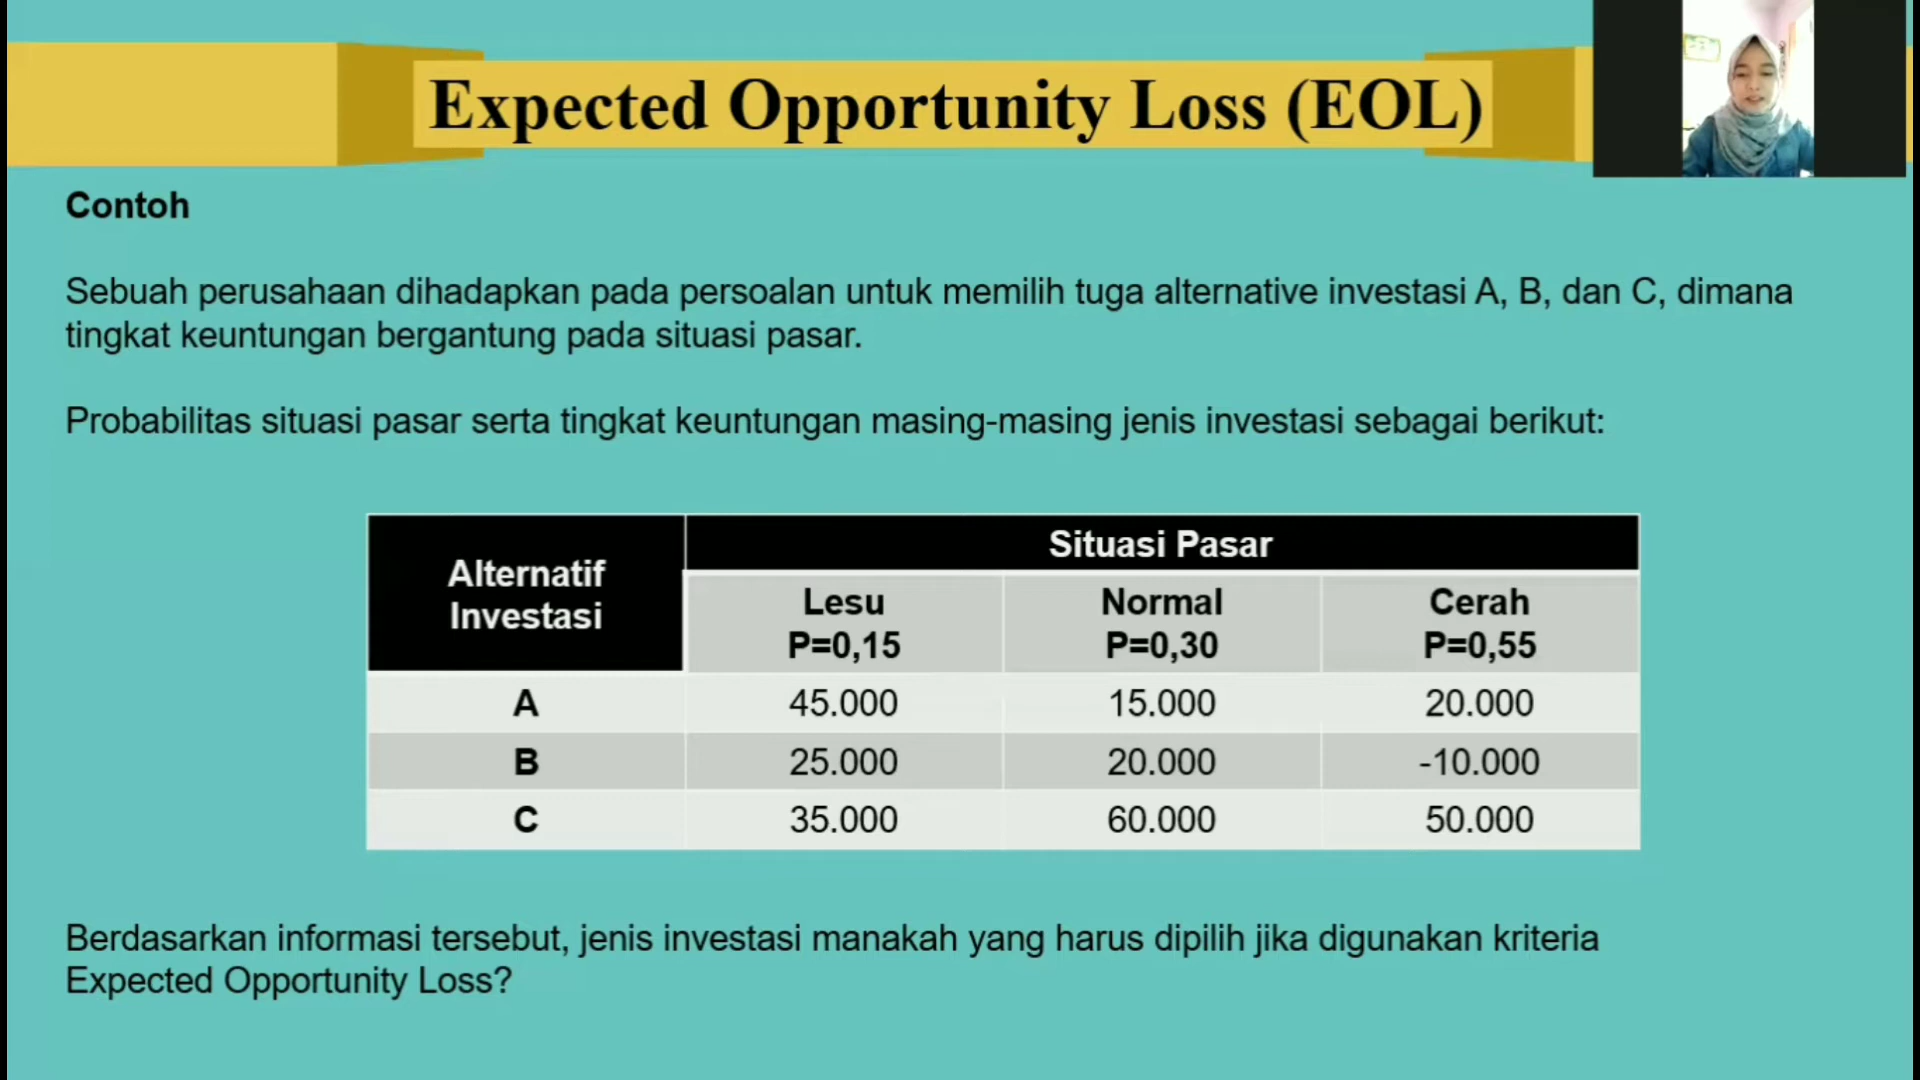 Expected Opportunity Loss (EOL)
Contoh
Sebuah perusahaan dihadapkan pada persoalan untuk memilih tuga alternative investasi A, B, dan C, dimana
tingkat keuntungan bergantung pada situasi pasar.
Probabilitas situasi pasar serta tingkat keuntungan masing-masing jenis investasi sebagai berikut:
Alternatif
Investasi
Situasi Pasar
Lesu
P=0,15
Normal
P=0,30
Cerah
P=0,55
A 45.000 15.000 20.000
B 25.000 20.000 -10.000
C 35.000 60.000 50.000
Berdasarkan informasi tersebut, jenis investasi manakah yang harus dipilih jika digunakan kriteria
Expected Opportunity Loss?